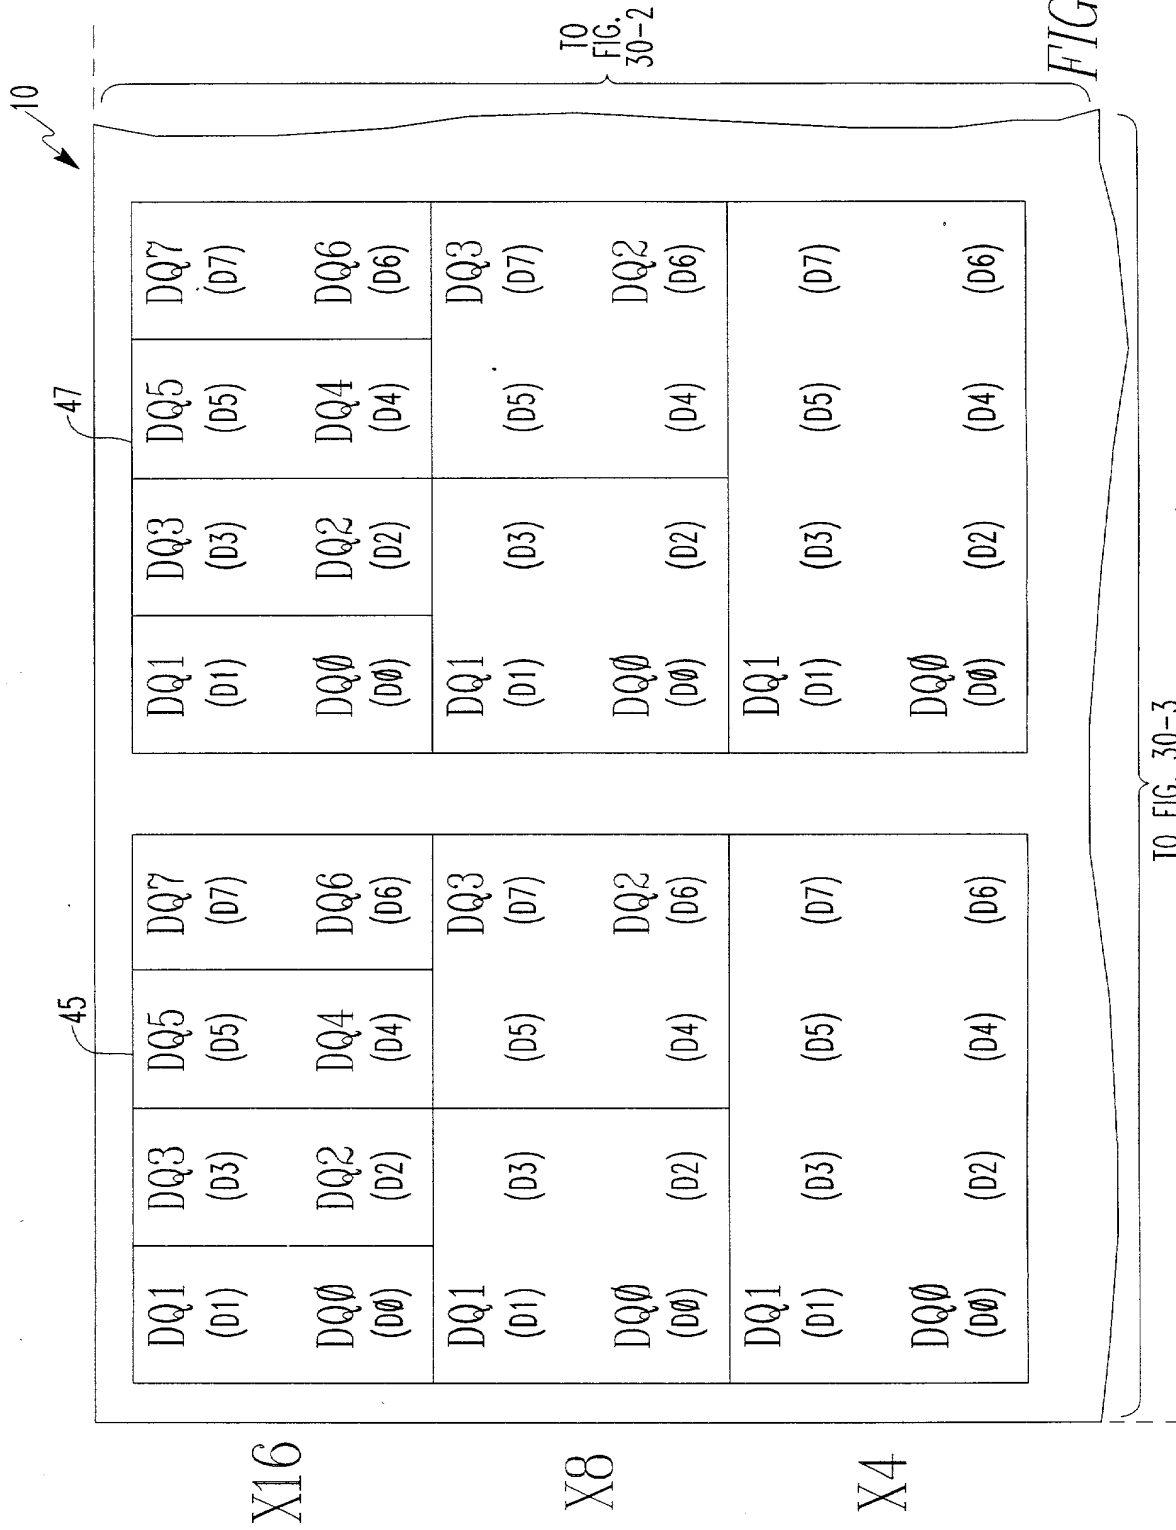 10
45 47
DQ1 DQ3 DQ5 DQ7 DQ1 DQ3 DQ5 DQ7
(D1) (D3) (D5) (D7) (D1) (D3) (D5) (D7)
X16
DQØ DQ2 DQ4 DQ6 DQØ DQ2 DQ4 DQ6
(DØ) (D2) (D4) (D6) (DØ) (D2) (D4) (D6)
DQ1 DQ3 DQ1 DQ3
(D1) (D3) (D5) (D7) (D1) (D3) (D5) (D7)
X8
TO
FIG.
30-2
DQØ DQ2 DQØ DQ2
(DØ) (D2) (D4) (D6) (DØ) (D2) (D4) (D6)
DQ1 DQ1
(D1) (D3) (D5) (D7) (D1) (D3) (D5) (D7)
X4
DQØ DQØ
(DØ) (D2) (D4) (D6) (DØ) (D2) (D4) (D6)
FIG
TO FIG. 30-3